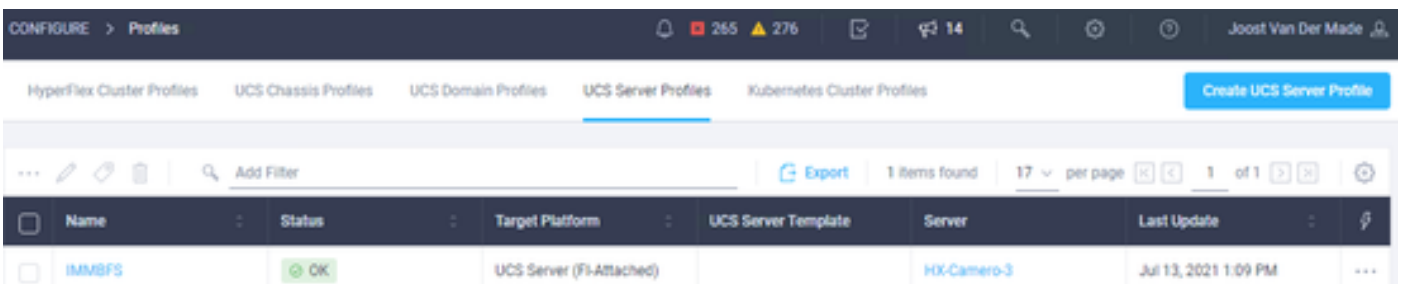 CONFIGURE > Profiles 265 276 14 Joost Van Der Made
HyperFlex Cluster Profiles UCS Chassis Profiles UCS Domain Profiles UCS Server Profiles Kubernetes Cluster Profiles Create UCS Server Profile
... Add Filter Export 1 items found 17 per page 1 of 1
Name Status Target Platform UCS Server Template Server Last Update
IMMBFS OK UCS Server (FI-Attached) HX-Camero-3 Jul 13, 2021 1:09 PM ...